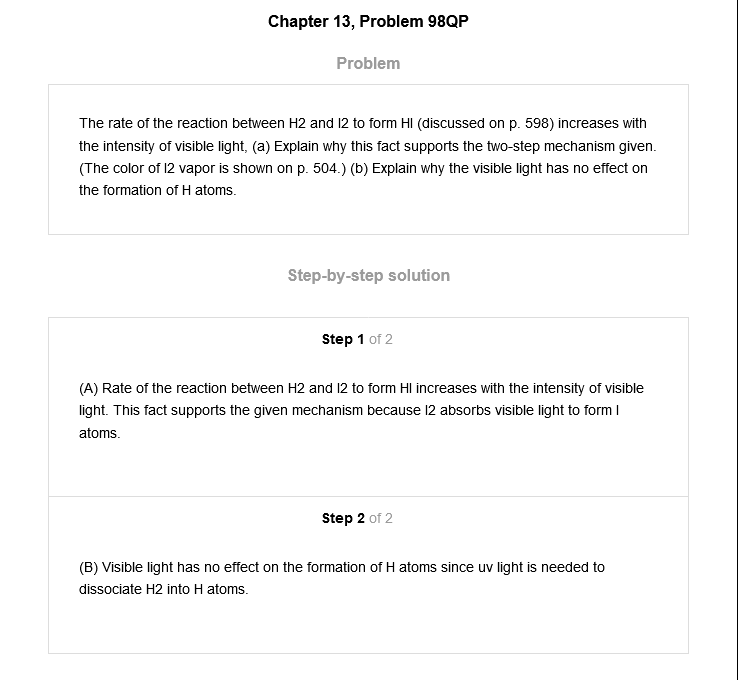 Chapter 13, Problem 98QP
Problem
The rate of the reaction between H2 and I2 to form HI (discussed on p. 598) increases with
the intensity of visible light, (a) Explain why this fact supports the two-step mechanism given.
(The color of I2 vapor is shown on p. 504.) (b) Explain why the visible light has no effect on
the formation of H atoms.
Step-by-step solution
Step 1 of 2
(A) Rate of the reaction between H2 and I2 to form HI increases with the intensity of visible
light. This fact supports the given mechanism because I2 absorbs visible light to form I
atoms.
Step 2 of 2
(B) Visible light has no effect on the formation of H atoms since uv light is needed to
dissociate H2 into H atoms.